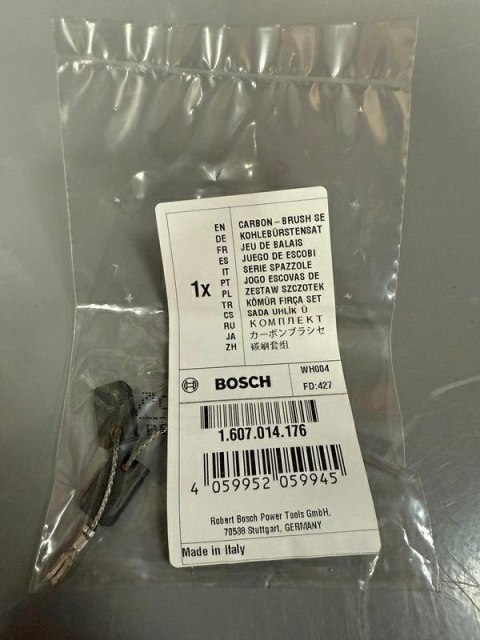 1x
EN CARBON-BRUSH SE
DE KOHLEBÜRSTENSAT
FR JEU DE BALAIS
ES JUEGO DE ESCOBI
IT SERIE SPAZZOLE
PT JOGO ESCOVAS DE
PL ZESTAW SZCZOTEK
TR KÖMÜR FIRÇA SET
CS SADA UHLÍK Ů
RU КОМПЛЕКТ
JA カーボンブラシセ
ZH 碳刷套组
BOSCH
WH004
FD:427
1.607.014.176
4 059952 059945
Robert Bosch Power Tools GmbH,
70538 Stuttgart, GERMANY
Made in Italy